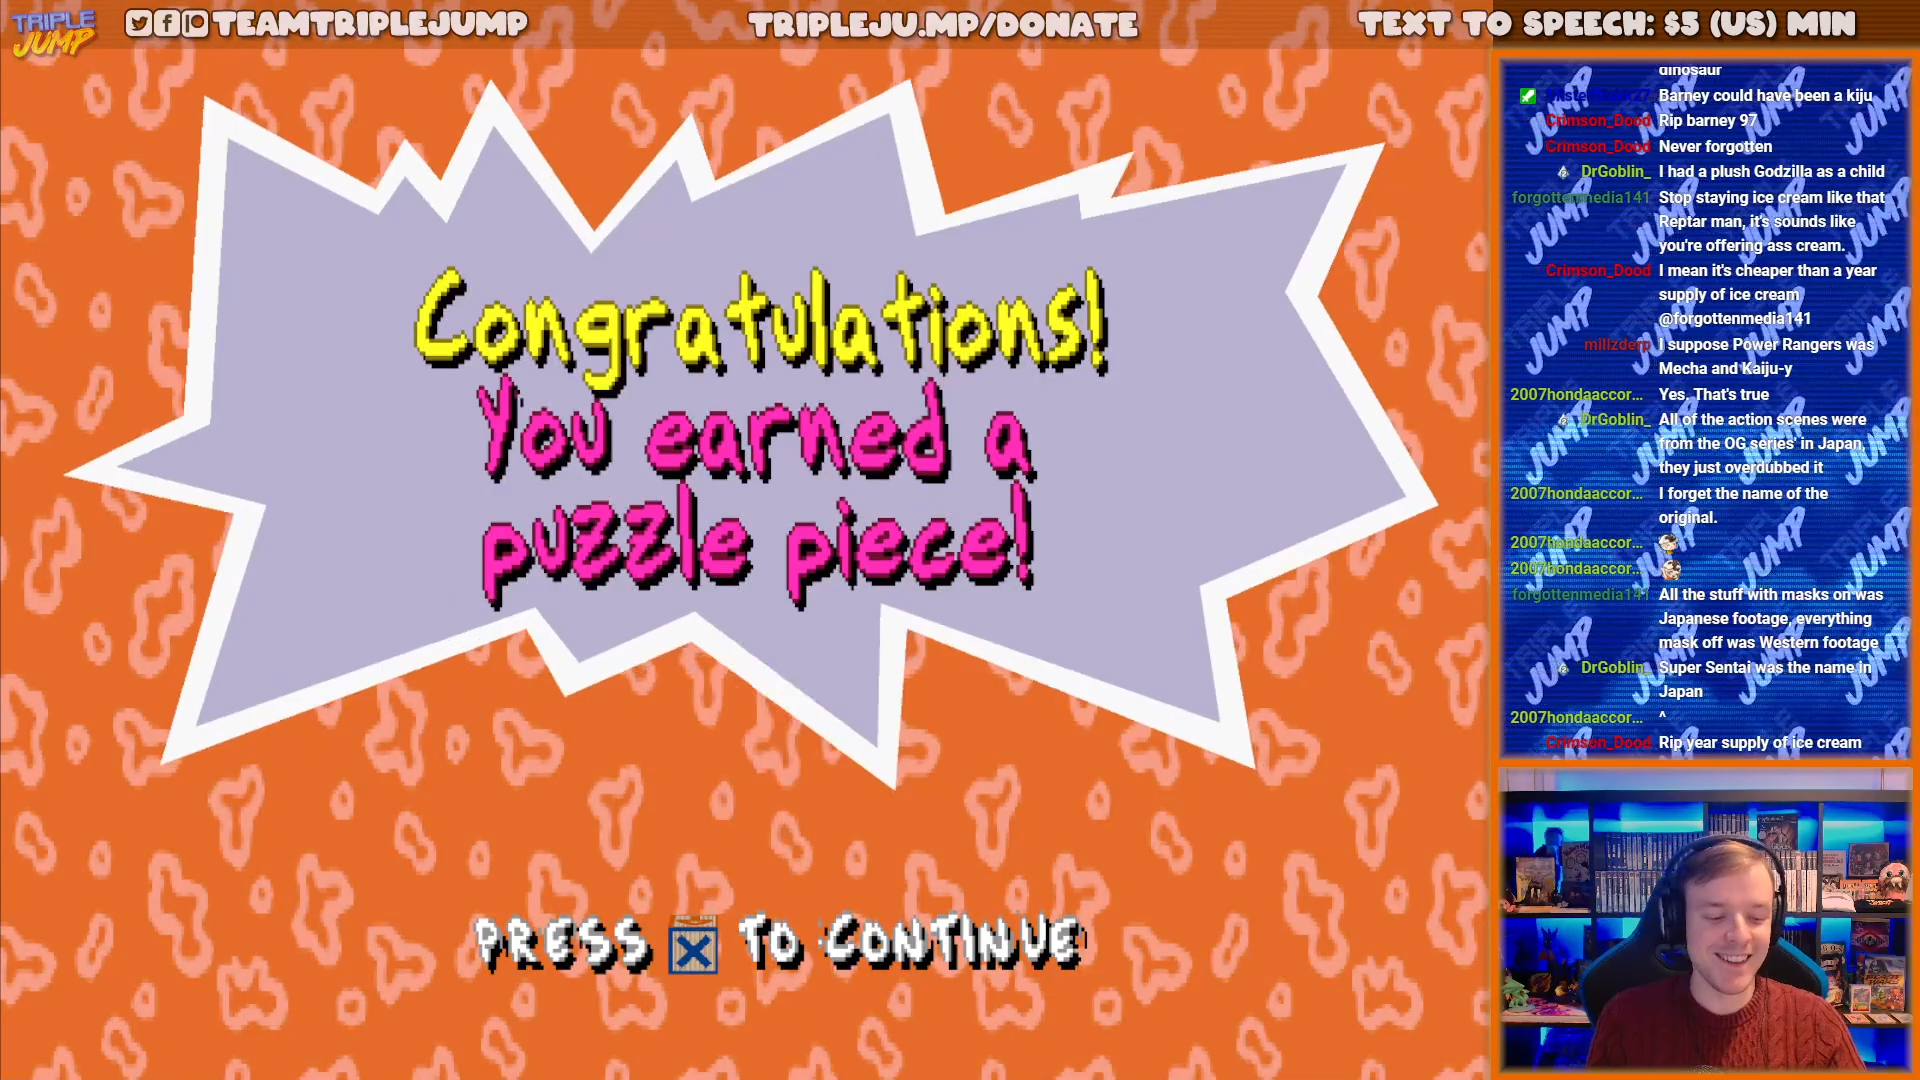 TRIPLE
JUMP
TEAMTRIPLEJUMP
TRIPLEJU.MP/DONATE
TEXT TO SPEECH: $5 (US) MIN
Congratulations!
You earned a
puzzle piece!
PRESS X TO CONTINUE
dinosaur
Barney could have been a kiju
Crimson_Dood Rip barney 97
Crimson_Dood Never forgotten
DrGoblin_ I had a plush Godzilla as a child
forgottenmedia141 Stop staying ice cream like that
Reptar man, it's sounds like
you're offering ass cream.
Crimson_Dood I mean it's cheaper than a year
supply of ice cream
@forgottenmedia141
millzderp I suppose Power Rangers was
Mecha and Kaiju-y
2007hondaaccor... Yes. That's true
DrGoblin_ All of the action scenes were
from the OG series' in Japan,
they just overdubbed it
2007hondaaccor... I forget the name of the
original.
2007hondaaccor...
2007hondaaccor...
forgottenmedia141 All the stuff with masks on was
Japanese footage, everything
mask off was Western footage
DrGoblin_ Super Sentai was the name in
Japan
2007hondaaccor... ^
Crimson_Dood Rip year supply of ice cream